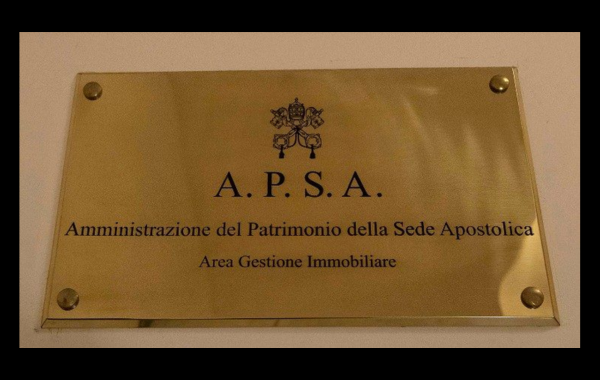 A. P. S. A.
Amministrazione del Patrimonio della Sede Apostolica
Area Gestione Immobiliare